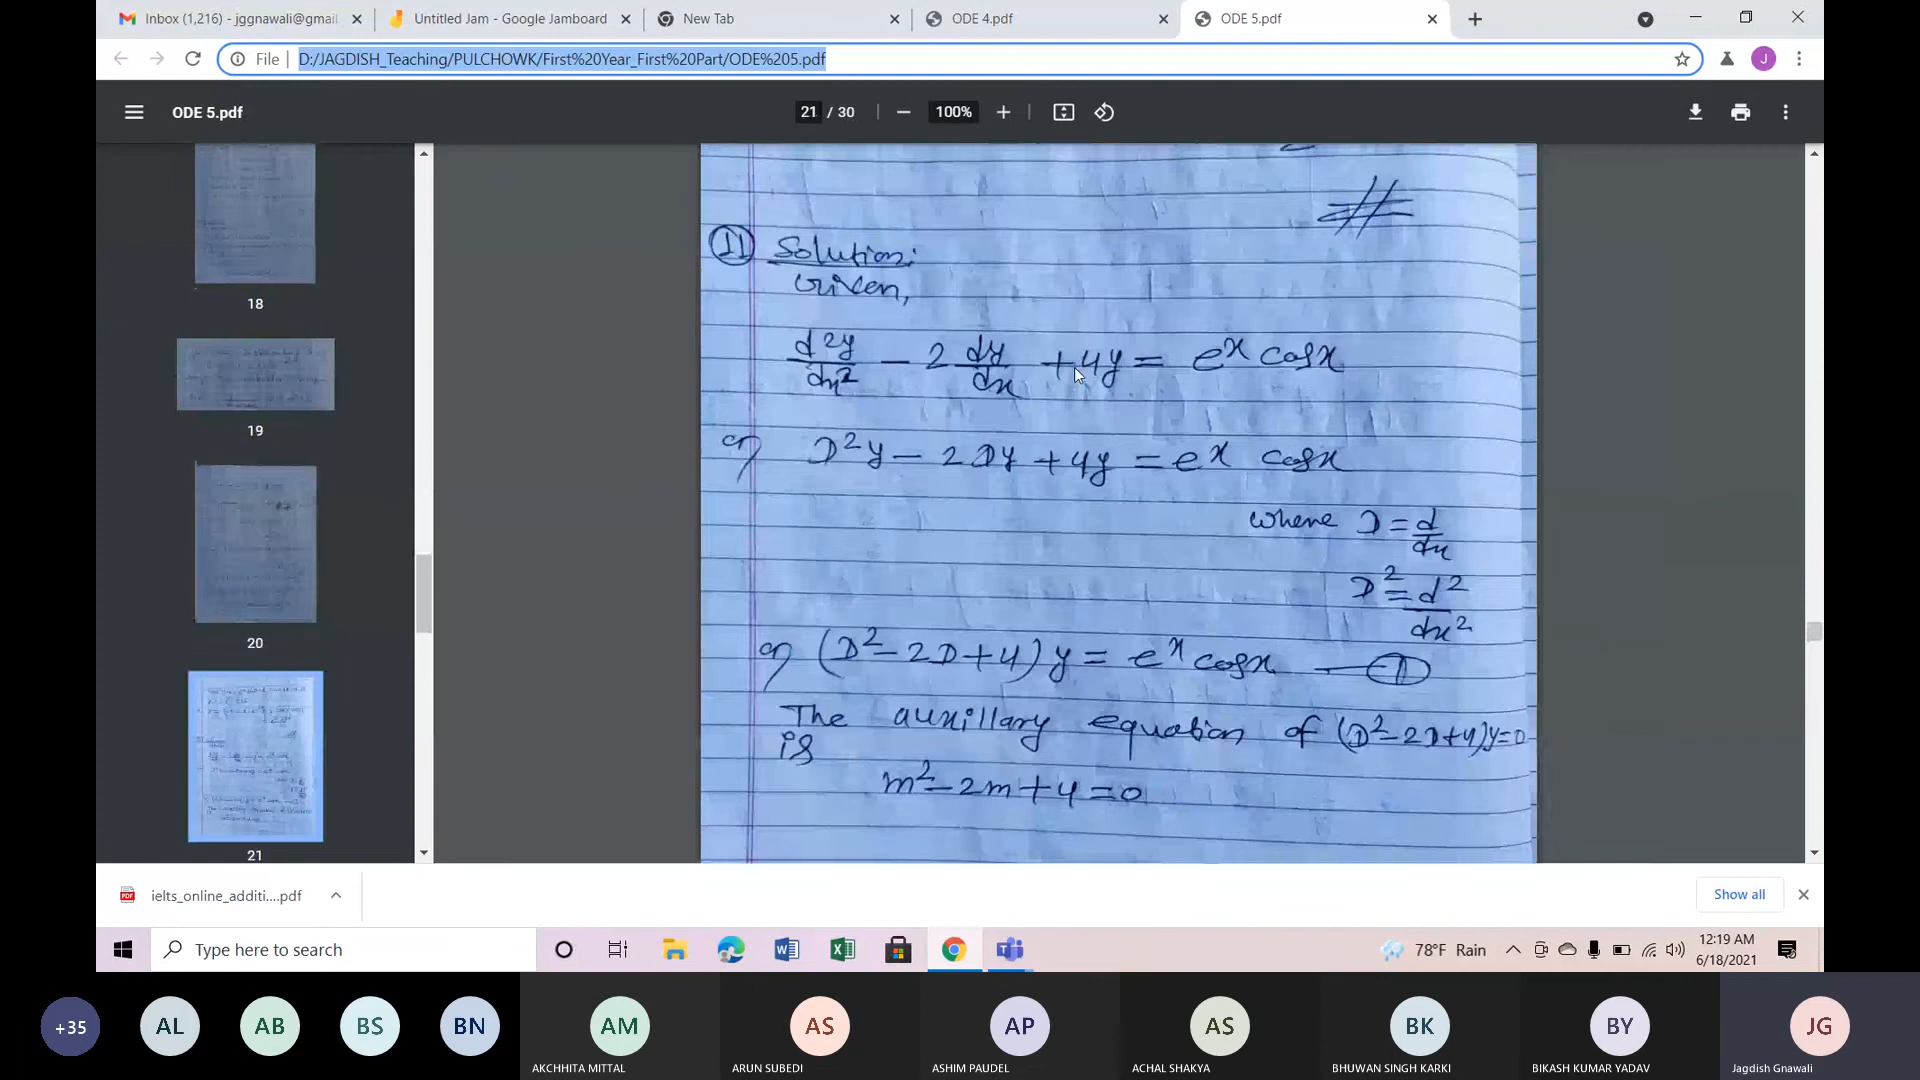 Inbox (1,216) - jggnawali@gmai
Untitled Jam - Google Jamboard
New Tab
ODE 4.pdf
ODE 5.pdf
File
D:/JAGDISH_Teaching/PULCHOWK/First%20Year_First%20Part/ODE%205.pdf
J
ODE 5.pdf
21 / 30
100%
18
19
20
21
11 Solution:
Given,
d²y/dx² - 2 dy/dx + 4y = e^x cosx
or D²y - 2Dy + 4y = e^x cosx
where D = d/dx
D² = d²/dx²
or (D² - 2D + 4) y = e^x cosx — 1
The auxillary equation of (D² - 2D + 4)y = 0
is
m² - 2m + 4 = 0
ielts_online_additi....pdf
Show all
Type here to search
78°F Rain
12:19 AM
6/18/2021
+35
AL
AB
BS
BN
AM
AS
AP
AS
BK
BY
JG
AKCHHITA MITTAL
ARUN SUBEDI
ASHIM PAUDEL
ACHAL SHAKYA
BHUWAN SINGH KARKI
BIKASH KUMAR YADAV
Jagdish Gnawali